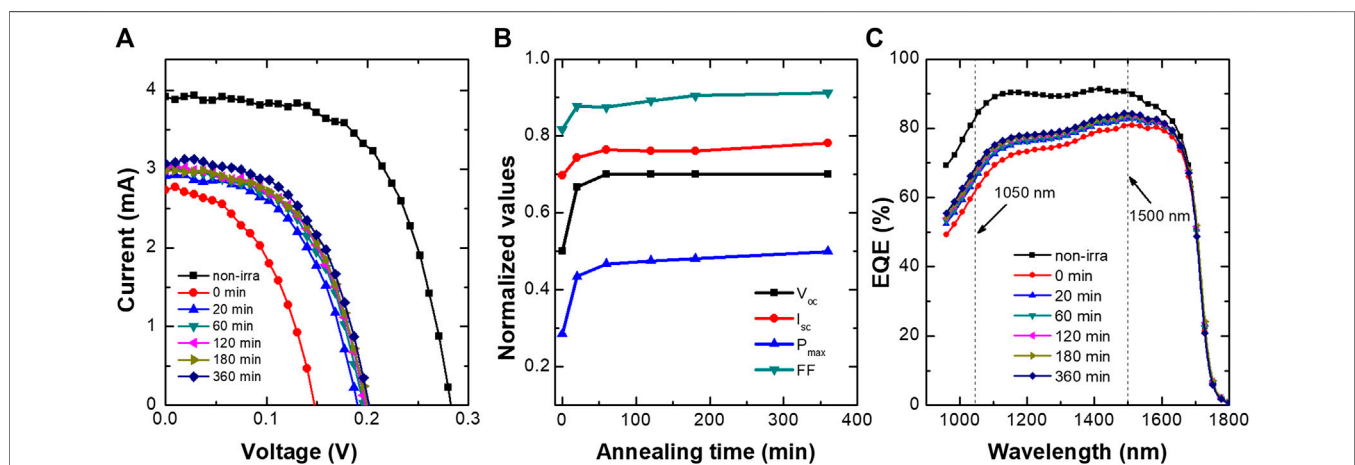 A
Current (mA)
4
3
2
1
0
non-irra
0 min
20 min
60 min
120 min
180 min
360 min
0.0
0.1
0.2
0.3
Voltage (V)
B
Normalized values
1.0
0.8
0.6
0.4
0.2
V_oc
I_sc
P_max
FF
0
100
200
300
400
Annealing time (min)
C
EQE (%)
100
80
60
40
20
0
1050 nm
1500 nm
non-irra
0 min
20 min
60 min
120 min
180 min
360 min
1000
1200
1400
1600
1800
Wavelength (nm)